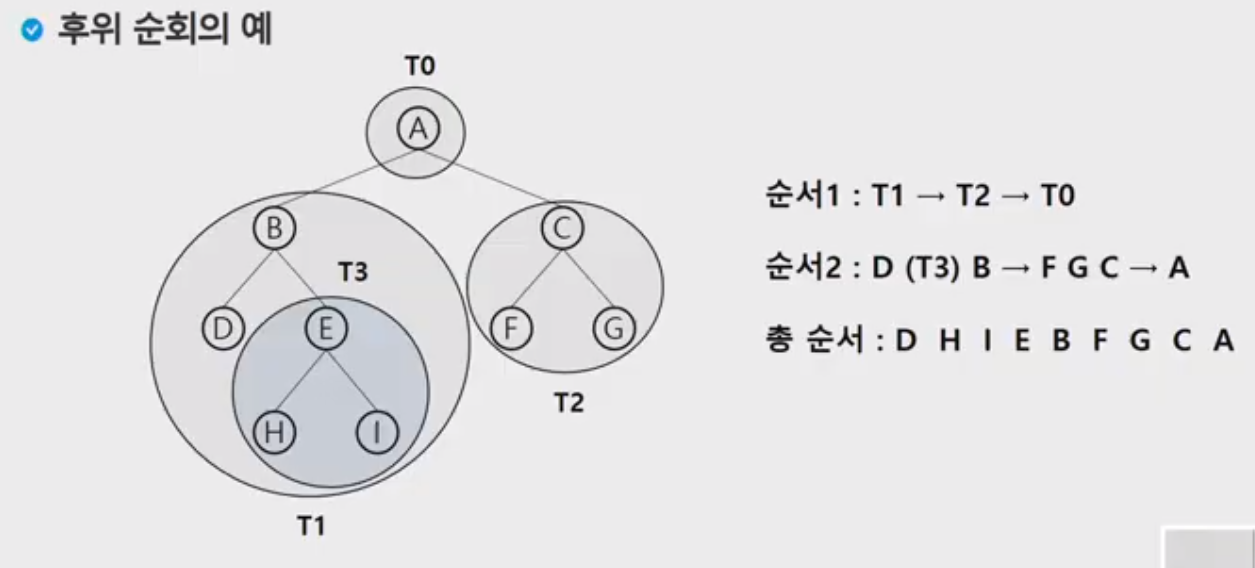 후위 순회의 예
T0
A
B
C
T3
D
E
F
G
H
I
T2
T1
순서1 : T1 → T2 → T0
순서2 : D (T3) B → F G C → A
총 순서 : D H I E B F G C A